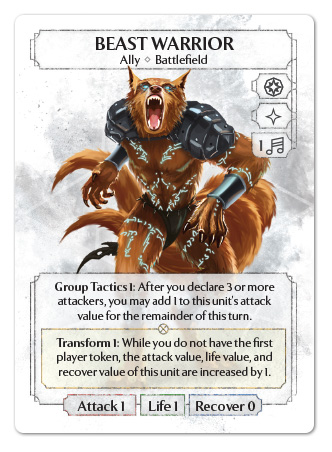 BEAST WARRIOR
Ally ◇ Battlefield
1
Group Tactics 1: After you declare 3 or more
attackers, you may add 1 to this unit's attack
value for the remainder of this turn.
Transform 1: While you do not have the first
player token, the attack value, life value, and
recover value of this unit are increased by 1.
Attack 1 Life 1 Recover 0